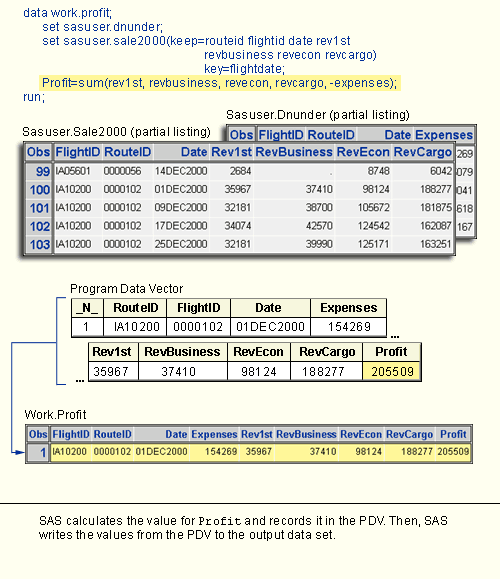 data work.profit;
set sasuser.dnunder;
set sasuser.sale2000(keep=routeid flightid date rev1st
revbusiness revecon revcargo)
key=flightdate;
Profit=sum(rev1st, revbusiness, revecon, revcargo, -expenses);
run;
Sasuser.Dnunder (partial listing)
Obs FlightID RouteID Date Expenses
269
079
041
618
167
Sasuser.Sale2000 (partial listing)
Obs FlightID RouteID Date Rev1st RevBusiness RevEcon RevCargo
99 IA05601 0000056 14DEC2000 2684 . 8748 6042
100 IA10200 0000102 01DEC2000 35967 37410 98124 188277
101 IA10200 0000102 09DEC2000 32181 38700 105672 181875
102 IA10200 0000102 17DEC2000 34074 42570 124542 162087
103 IA10200 0000102 25DEC2000 32181 39990 125171 163251
Program Data Vector
_N_ RouteID FlightID Date Expenses
1 IA10200 0000102 01DEC2000 154269 ...
Rev1st RevBusiness RevEcon RevCargo Profit
... 35967 37410 98124 188277 205509
Work.Profit
Obs FlightID RouteID Date Expenses Rev1st RevBusiness RevEcon RevCargo Profit
1 IA10200 0000102 01DEC2000 154269 35967 37410 98124 188277 205509
SAS calculates the value for Profit and records it in the PDV. Then, SAS
writes the values from the PDV to the output data set.